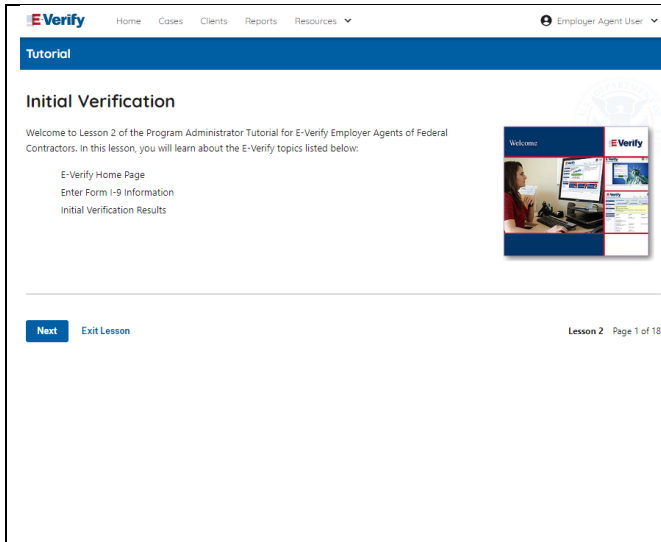 E-Verify Home Cases Clients Reports Resources Employer Agent User
Tutorial
Initial Verification
Welcome to Lesson 2 of the Program Administrator Tutorial for E-Verify Employer Agents of Federal
Contractors. In this lesson, you will learn about the E-Verify topics listed below:
E-Verify Home Page
Enter Form I-9 Information
Initial Verification Results
Welcome
E-Verify
Next Exit Lesson Lesson 2 Page 1 of 18